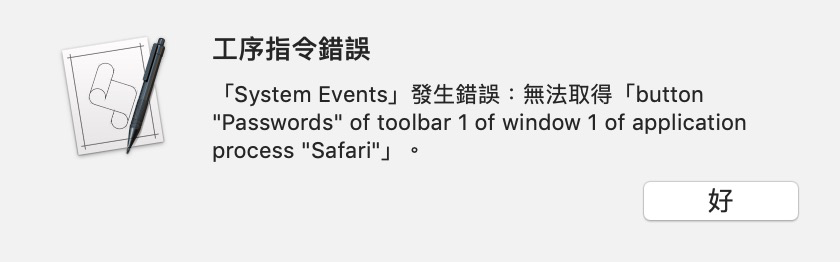 工序指令錯誤
「System Events」發生錯誤：無法取得「button
"Passwords" of toolbar 1 of window 1 of application
process "Safari"」。
好